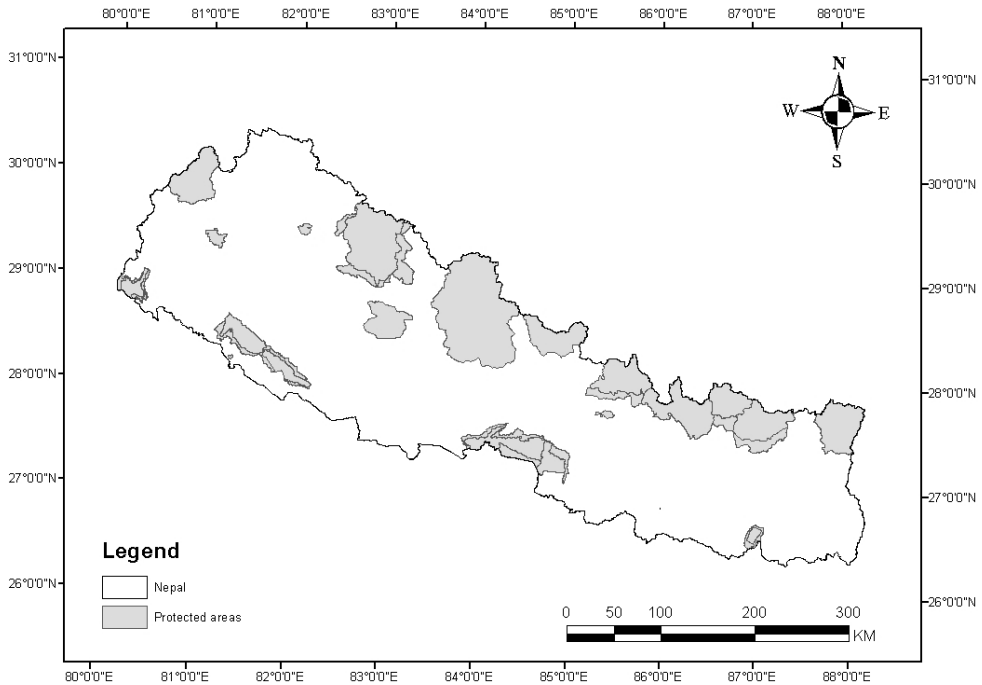 80°0'0"E 81°0'0"E 82°0'0"E 83°0'0"E 84°0'0"E 85°0'0"E 86°0'0"E 87°0'0"E 88°0'0"E
31°0'0"N 31°0'0"N
N
W E
S
30°0'0"N 30°0'0"N
29°0'0"N 29°0'0"N
28°0'0"N 28°0'0"N
27°0'0"N 27°0'0"N
Legend
Nepal
26°0'0"N 26°0'0"N
Protected areas
0 50 100 200 300
KM
80°0'0"E 81°0'0"E 82°0'0"E 83°0'0"E 84°0'0"E 85°0'0"E 86°0'0"E 87°0'0"E 88°0'0"E